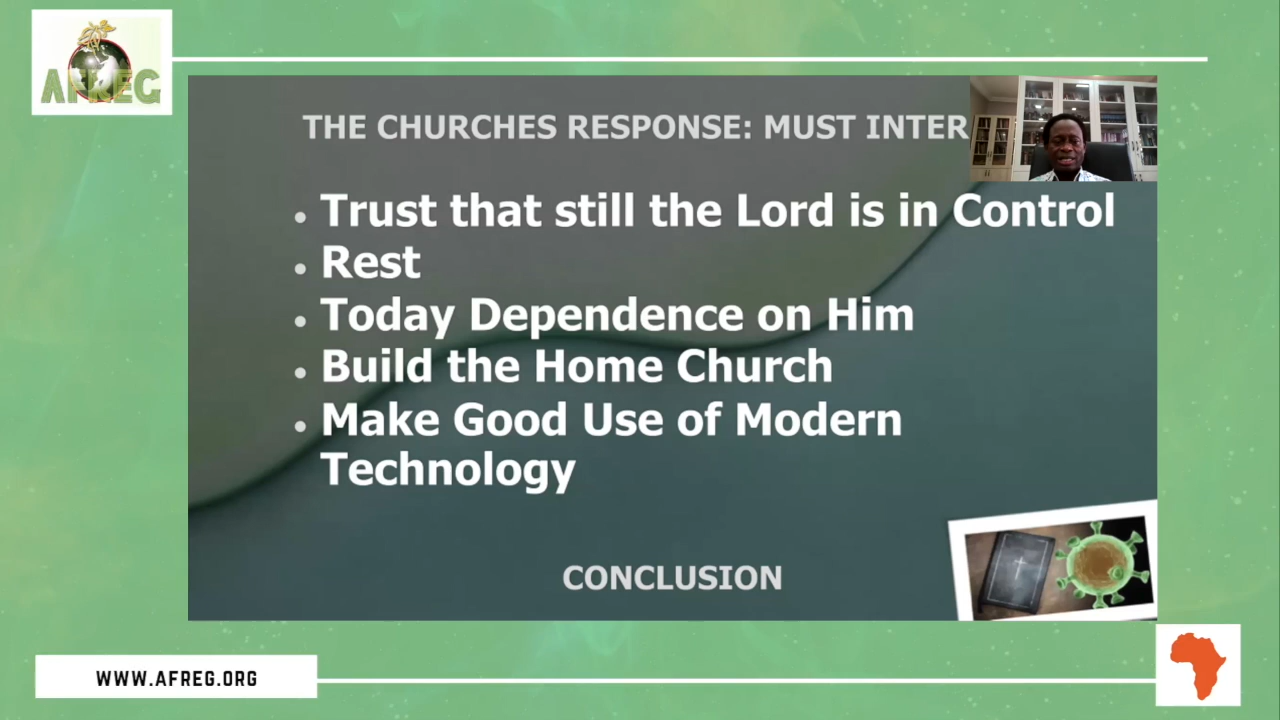 AFREG
THE CHURCHES RESPONSE: MUST INTER
• Trust that still the Lord is in Control
• Rest
• Today Dependence on Him
• Build the Home Church
• Make Good Use of Modern
Technology
CONCLUSION
WWW.AFREG.ORG